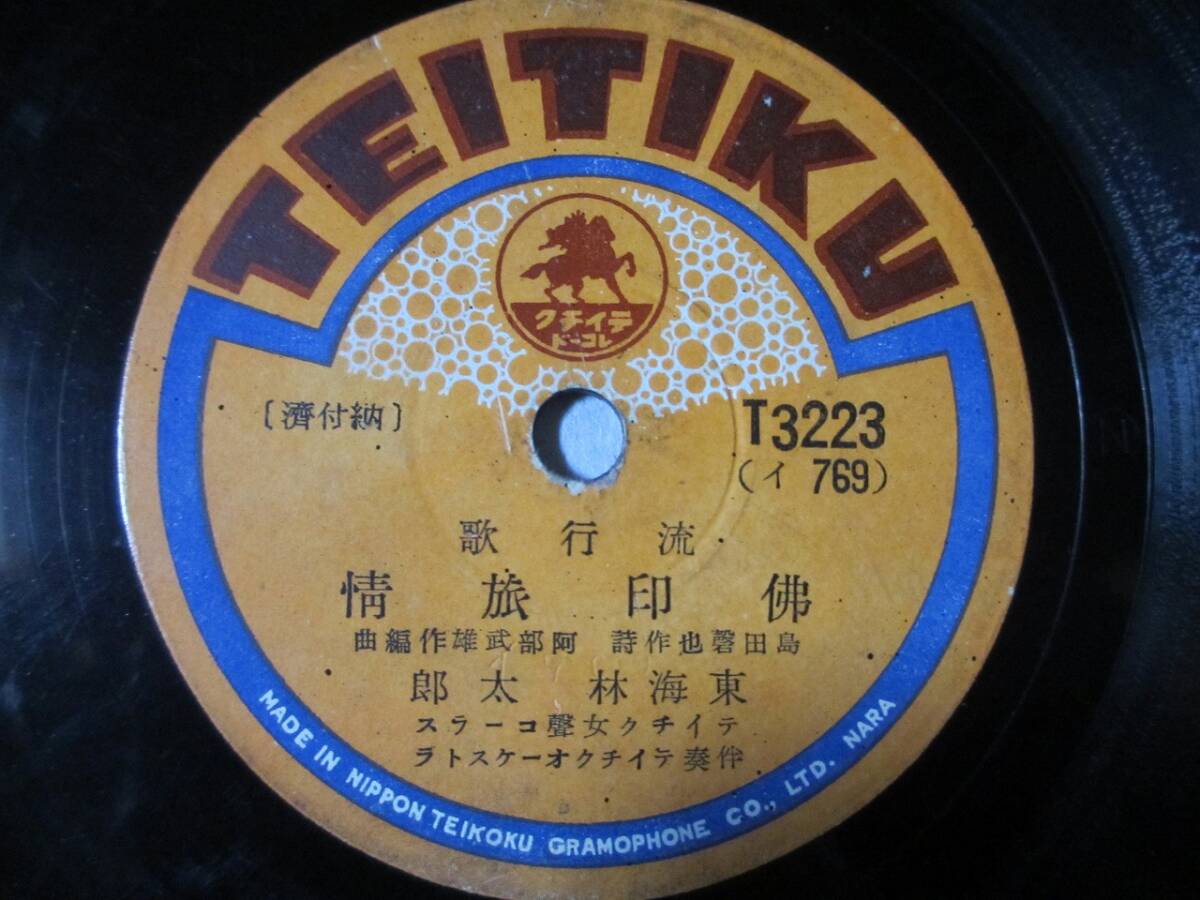 TEITIKU
テイチク
レコード
[納付濟]
T3223
(イ 769)
流行歌
佛印旅情
島田磬也作詩 阿部武雄作編曲
東海林太郎
テイチク女聲コーラス
伴奏テイチクオーケストラ
MADE IN NIPPON TEIKOKU GRAMOPHONE CO., LTD. NARA